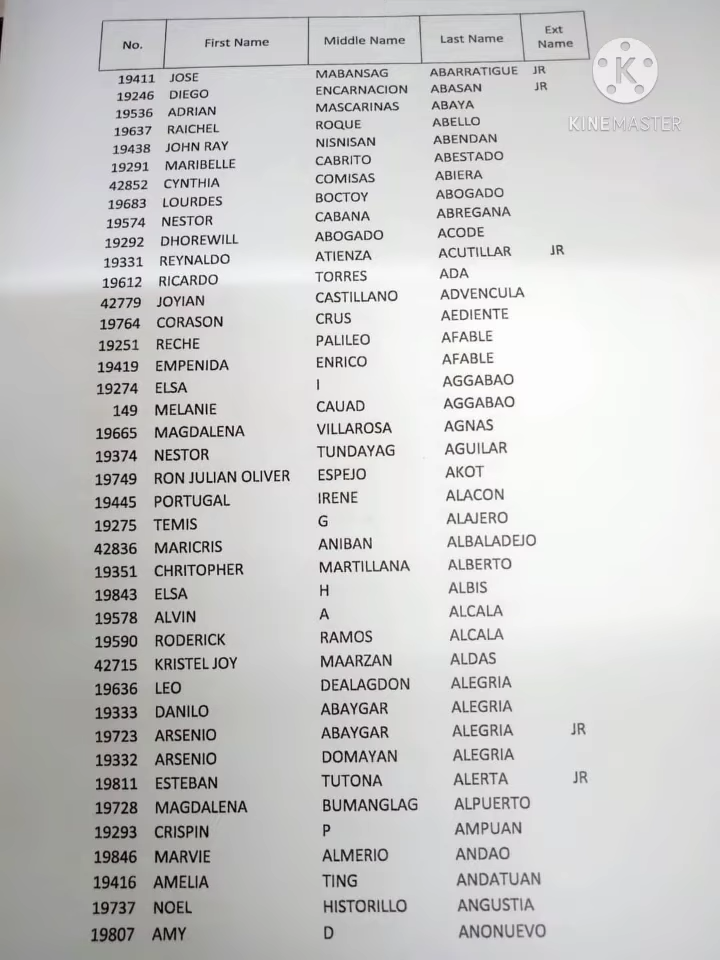 No. First Name Middle Name Last Name Ext Name
19411 JOSE MABANSAG ABARRATIGUE JR
19246 DIEGO ENCARNACION ABASAN JR
19536 ADRIAN MASCARINAS ABAYA
19637 RAICHEL ROQUE ABELLO
19438 JOHN RAY NISNISAN ABENDAN
19291 MARIBELLE CABRITO ABESTADO
42852 CYNTHIA COMISAS ABIERA
19683 LOURDES BOCTOY ABOGADO
19574 NESTOR CABANA ABREGANA
19292 DHOREWILL ABOGADO ACODE
19331 REYNALDO ATIENZA ACUTILLAR JR
19612 RICARDO TORRES ADA
42779 JOYIAN CASTILLANO ADVENCULA
19764 CORASON CRUS AEDIENTE
19251 RECHE PALILEO AFABLE
19419 EMPENIDA ENRICO AFABLE
19274 ELSA I AGGABAO
149 MELANIE CAUAD AGGABAO
19665 MAGDALENA VILLAROSA AGNAS
19374 NESTOR TUNDAYAG AGUILAR
19749 RON JULIAN OLIVER ESPEJO AKOT
19445 PORTUGAL IRENE ALACON
19275 TEMIS G ALAJERO
42836 MARICRIS ANIBAN ALBALADEJO
19351 CHRITOPHER MARTILLANA ALBERTO
19843 ELSA H ALBIS
19578 ALVIN A ALCALA
19590 RODERICK RAMOS ALCALA
42715 KRISTEL JOY MAARZAN ALDAS
19636 LEO DEALAGDON ALEGRIA
19333 DANILO ABAYGAR ALEGRIA
19723 ARSENIO ABAYGAR ALEGRIA JR
19332 ARSENIO DOMAYAN ALEGRIA
19811 ESTEBAN TUTONA ALERTA JR
19728 MAGDALENA BUMANGLAG ALPUERTO
19293 CRISPIN P AMPUAN
19846 MARVIE ALMERIO ANDAO
19416 AMELIA TING ANDATUAN
19737 NOEL HISTORILLO ANGUSTIA
19807 AMY D ANONUEVO
K
KINEMASTER